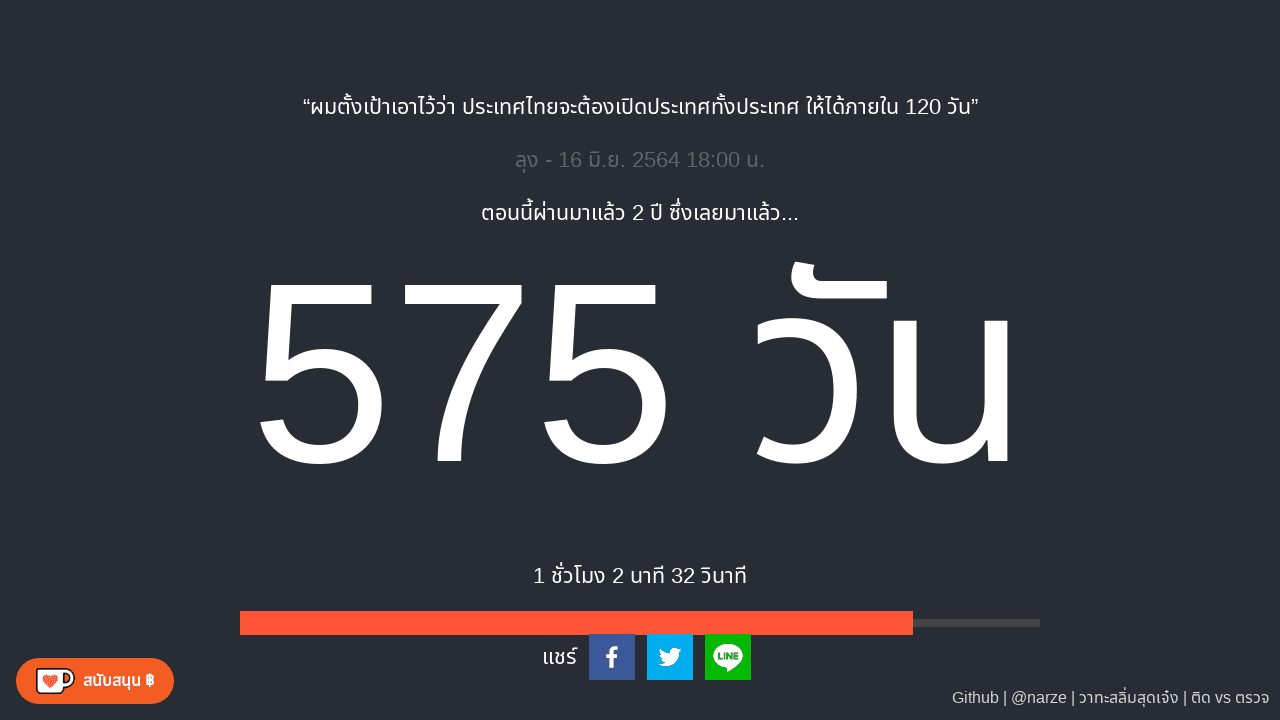 “ผมตั้งเป้าเอาไว้ว่า ประเทศไทยจะต้องเปิดประเทศทั้งประเทศ ให้ได้ภายใน 120 วัน”
ลุง - 16 มิ.ย. 2564 18:00 น.
ตอนนี้ผ่านมาแล้ว 2 ปี ซึ่งเลยมาแล้ว...
575 วัน
1 ชั่วโมง 2 นาที 32 วินาที
แชร์
LINE
สนับสนุน ฿
Github | @narze | วาทะสลิ่มสุดเจ๋ง | ติด vs ตรวจ